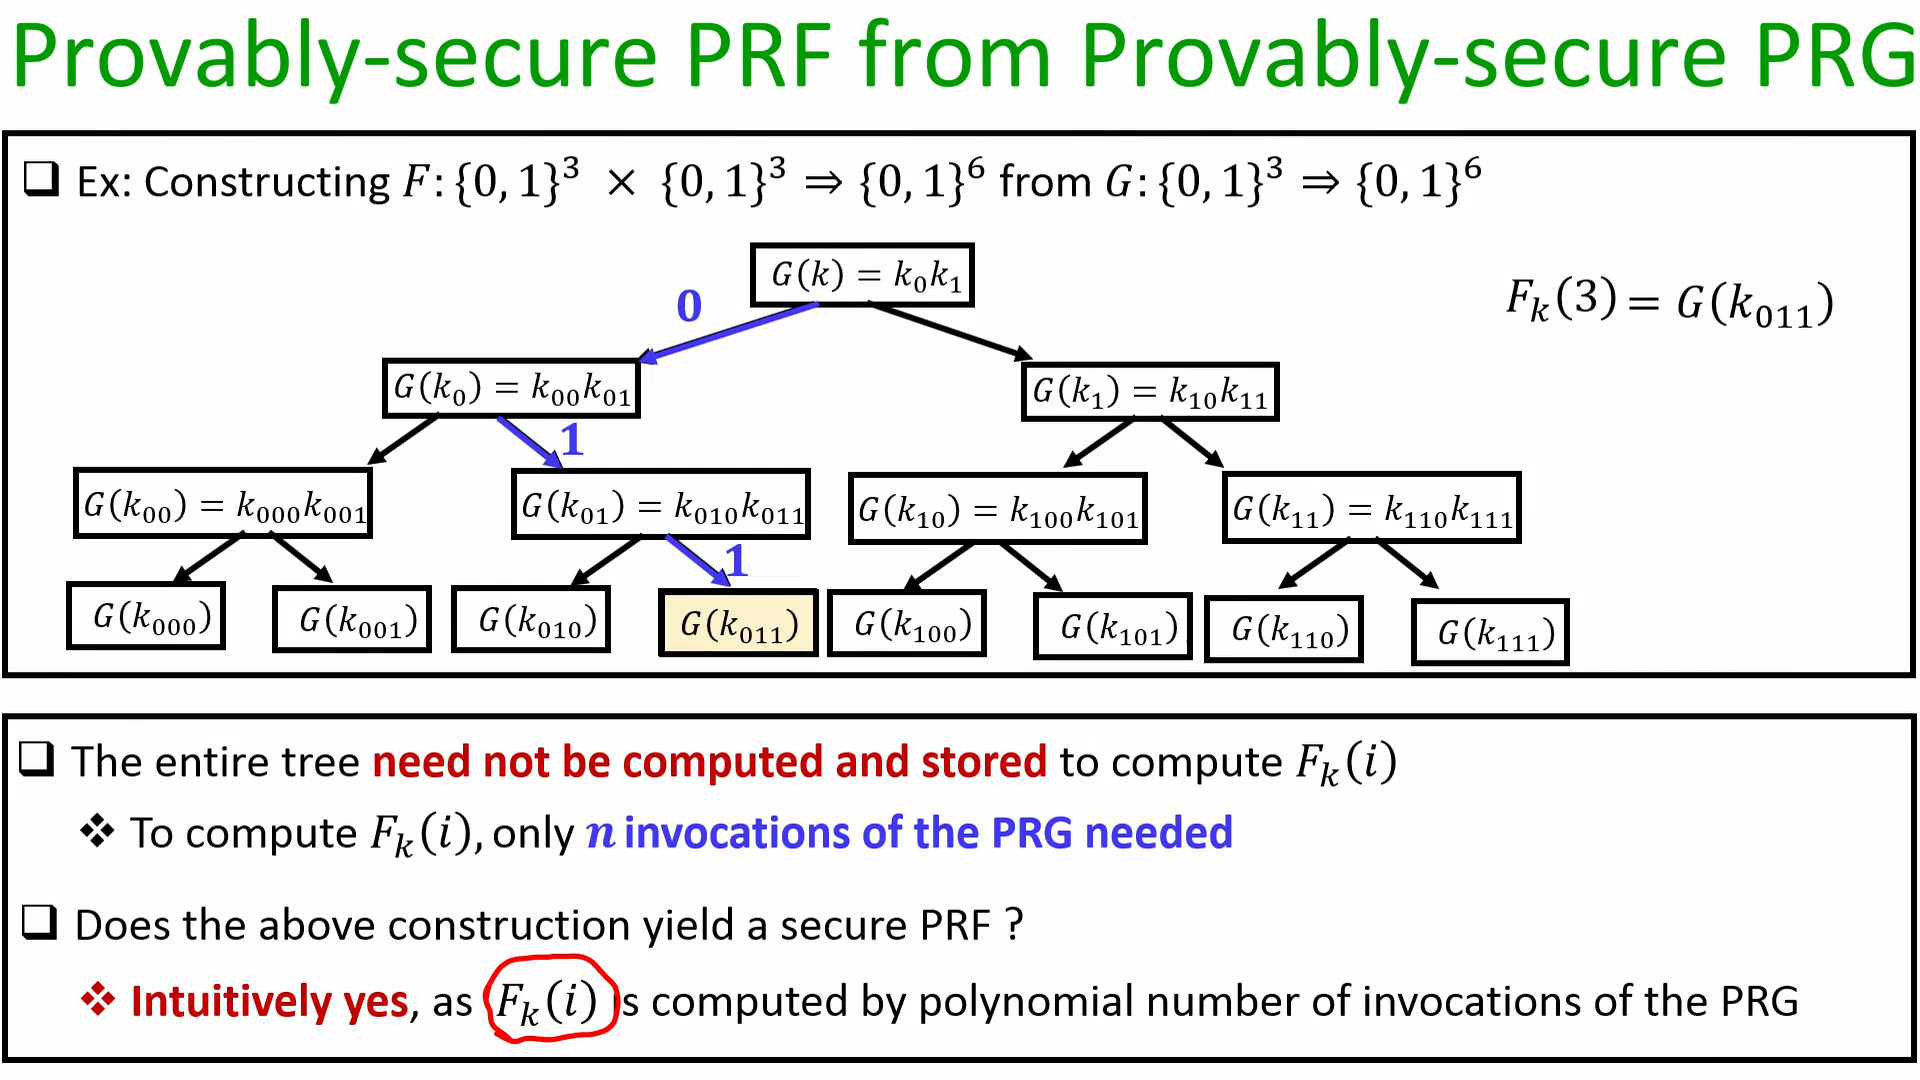 Provably-secure PRF from Provably-secure PRG
❑ Ex: Constructing F: {0, 1}³ × {0, 1}³ ⇒ {0, 1}⁶ from G: {0, 1}³ ⇒ {0, 1}⁶
G(k) = k₀k₁
F_k(3) = G(k₀₁₁)
0
G(k₀) = k₀₀k₀₁
G(k₁) = k₁₀k₁₁
1
G(k₀₀) = k₀₀₀k₀₀₁
G(k₀₁) = k₀₁₀k₀₁₁
G(k₁₀) = k₁₀₀k₁₀₁
G(k₁₁) = k₁₁₀k₁₁₁
1
G(k₀₀₀)
G(k₀₀₁)
G(k₀₁₀)
G(k₀₁₁)
G(k₁₀₀)
G(k₁₀₁)
G(k₁₁₀)
G(k₁₁₁)
❑ The entire tree need not be computed and stored to compute F_k(i)
❖ To compute F_k(i), only n invocations of the PRG needed
❑ Does the above construction yield a secure PRF ?
❖ Intuitively yes, as F_k(i) s computed by polynomial number of invocations of the PRG